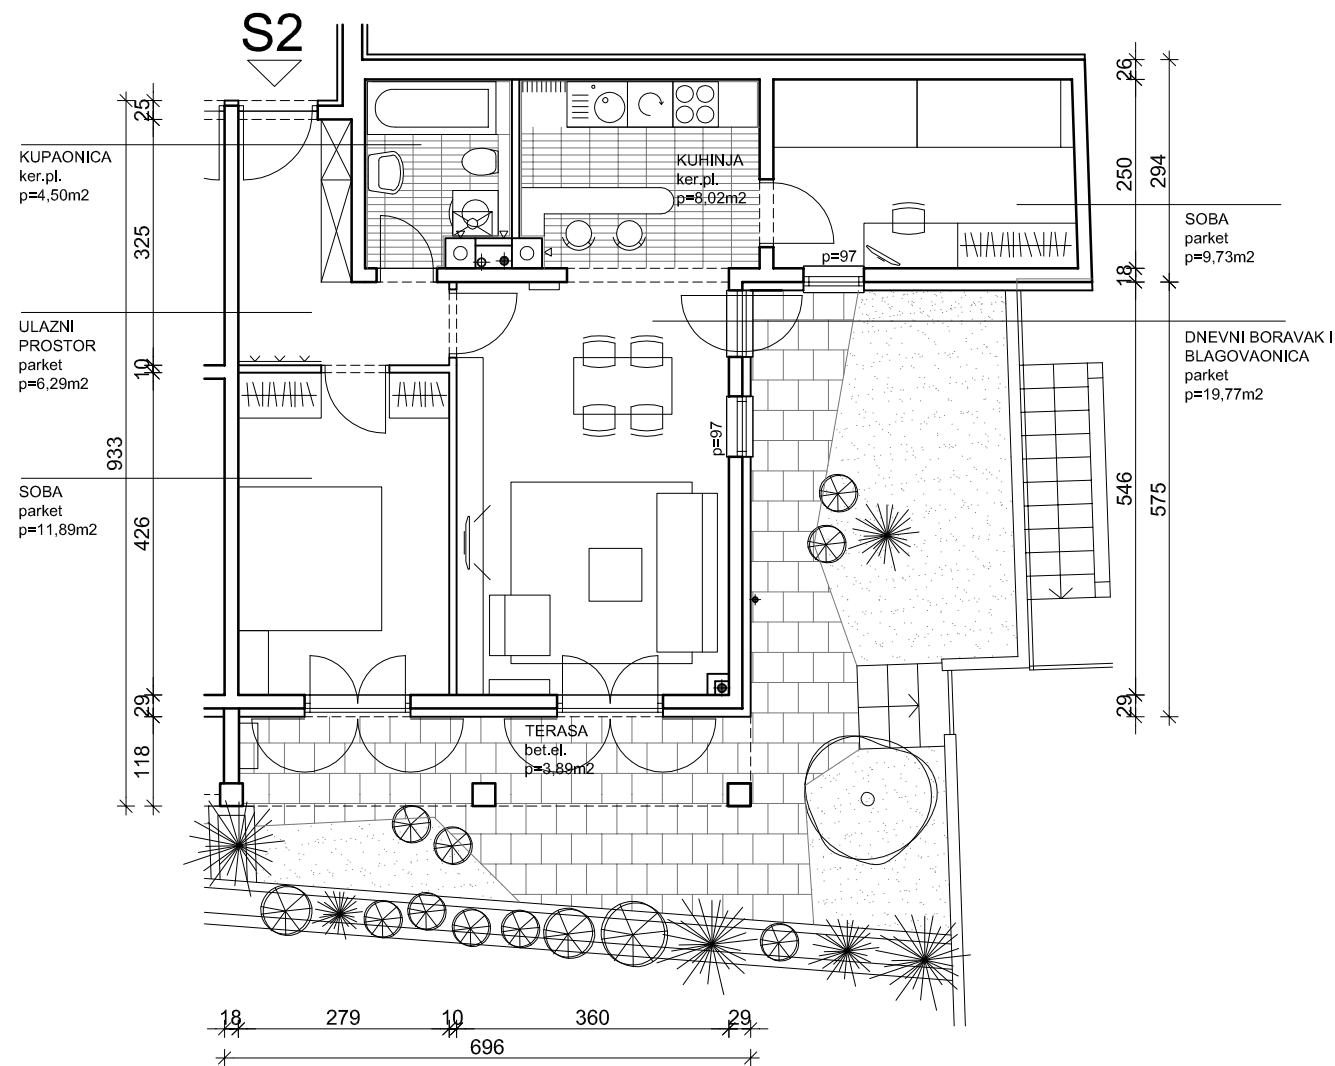 S2
KUPAONICA
ker.pl.
p=4,50m2
ULAZNI
PROSTOR
parket
p=6,29m2
SOBA
parket
p=11,89m2
KUHINJA
ker.pl.
p=8,02m2
SOBA
parket
p=9,73m2
DNEVNI BORAVAK I
BLAGOVAONICA
parket
p=19,77m2
TERASA
bet.el.
p=3,89m2
p=97
p=97
25
325
10
426
29
118
933
26
250
18
546
29
294
575
18
279
10
360
29
696